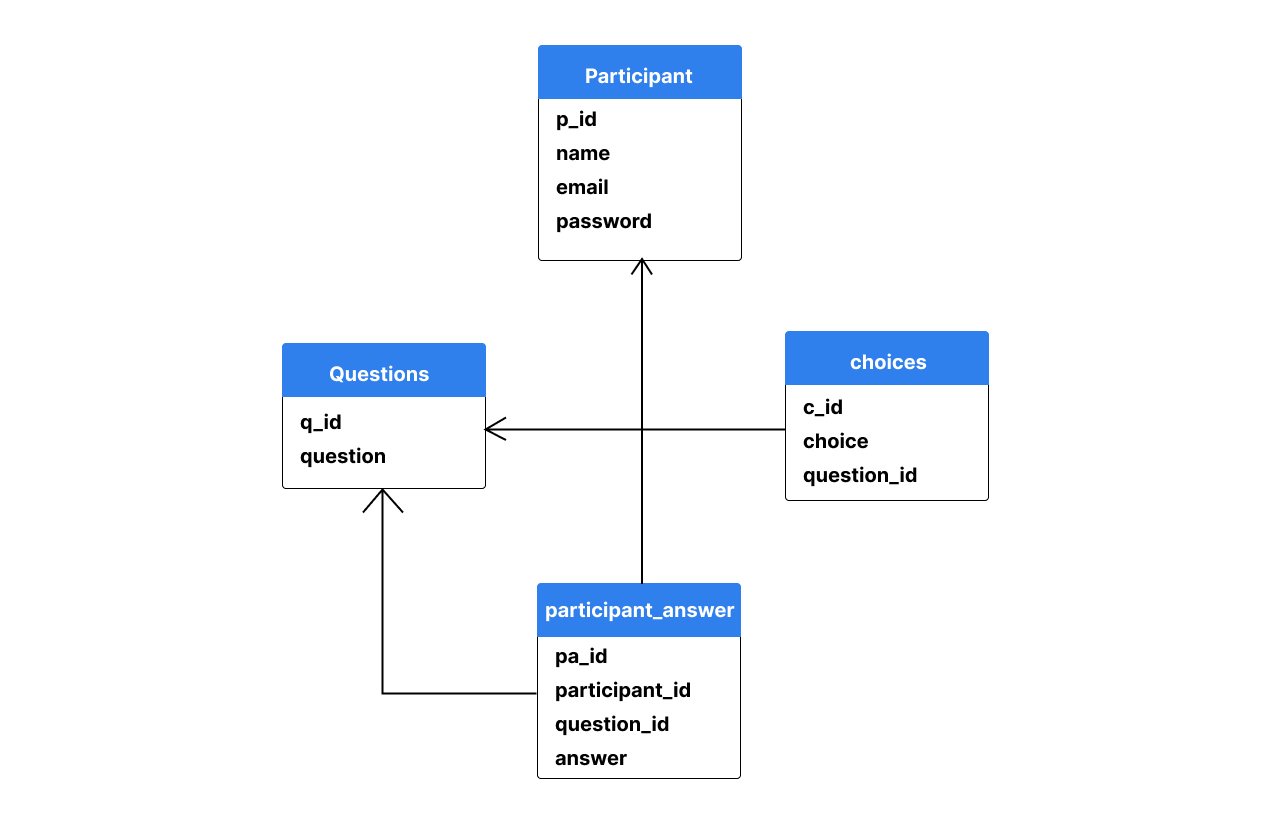 Participant
p_id
name
email
password
Questions
q_id
question
choices
c_id
choice
question_id
participant_answer
pa_id
participant_id
question_id
answer